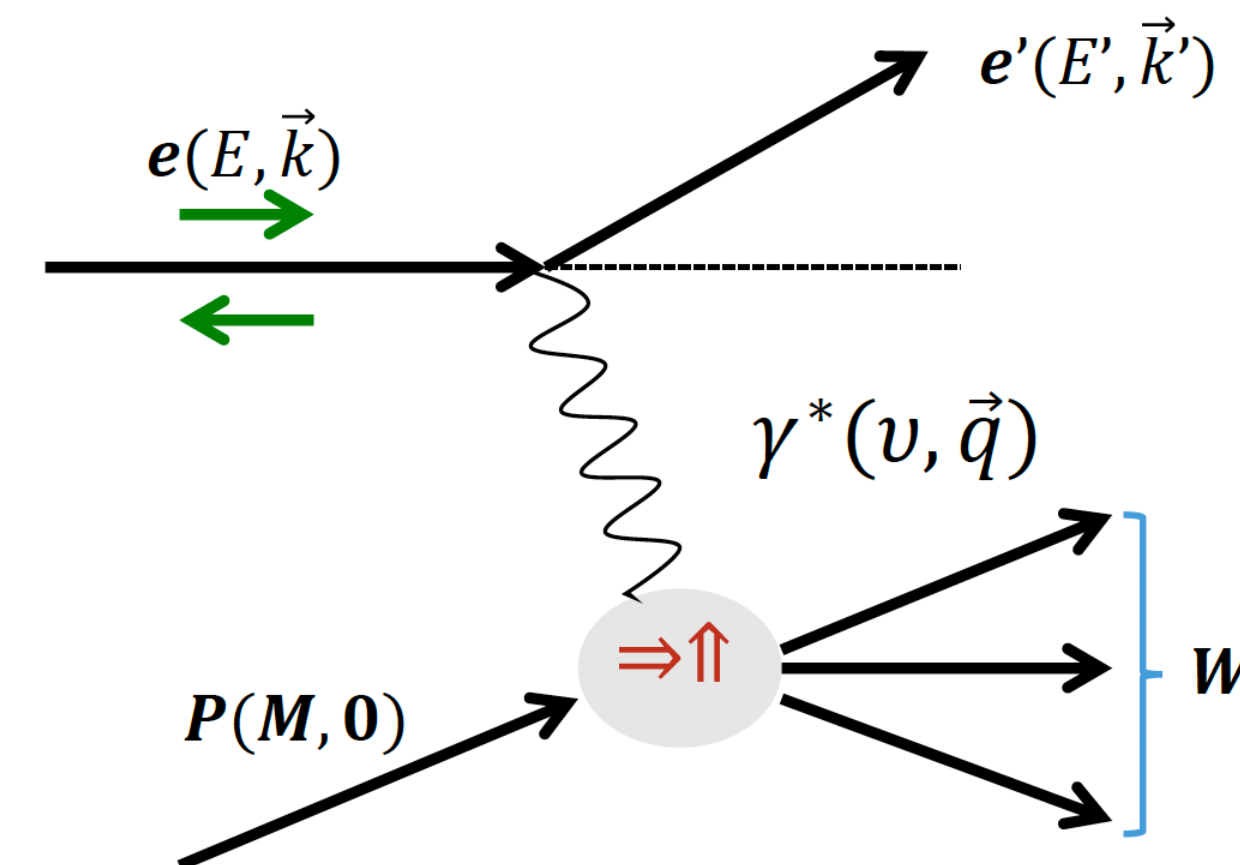 e’(E’, k⃗’)
e(E, k⃗)
γ*(υ, q⃗)
⇒⇑
P(M, 0)
W